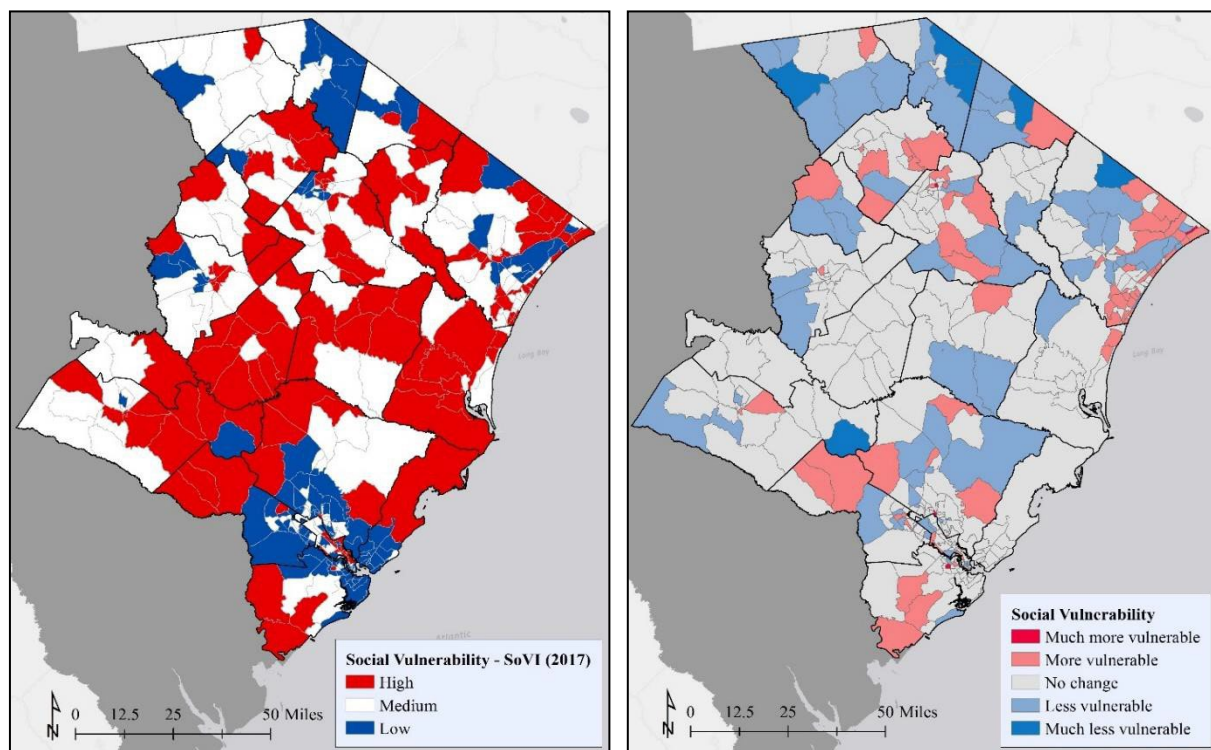 Long Bay
Atlantic
Social Vulnerability - SoVI (2017)
High
Medium
Low
N
0 12.5 25 50 Miles
Long Bay
Social Vulnerability
Much more vulnerable
More vulnerable
No change
Less vulnerable
Much less vulnerable
N
0 12.5 25 50 Miles